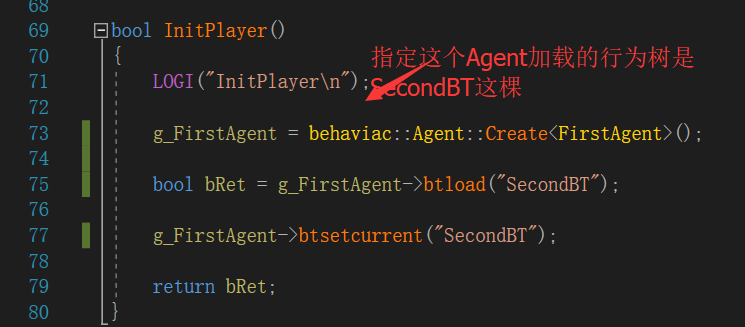 68
69 bool InitPlayer()
70 {
指定这个Agent加载的行为树是
71 LOGI("InitPlayer\n");
SecondBT这棵
72
73 g_FirstAgent = behaviac::Agent::Create<FirstAgent>();
74
75 bool bRet = g_FirstAgent->btload("SecondBT");
76
77 g_FirstAgent->btsetcurrent("SecondBT");
78
79 return bRet;
80 }